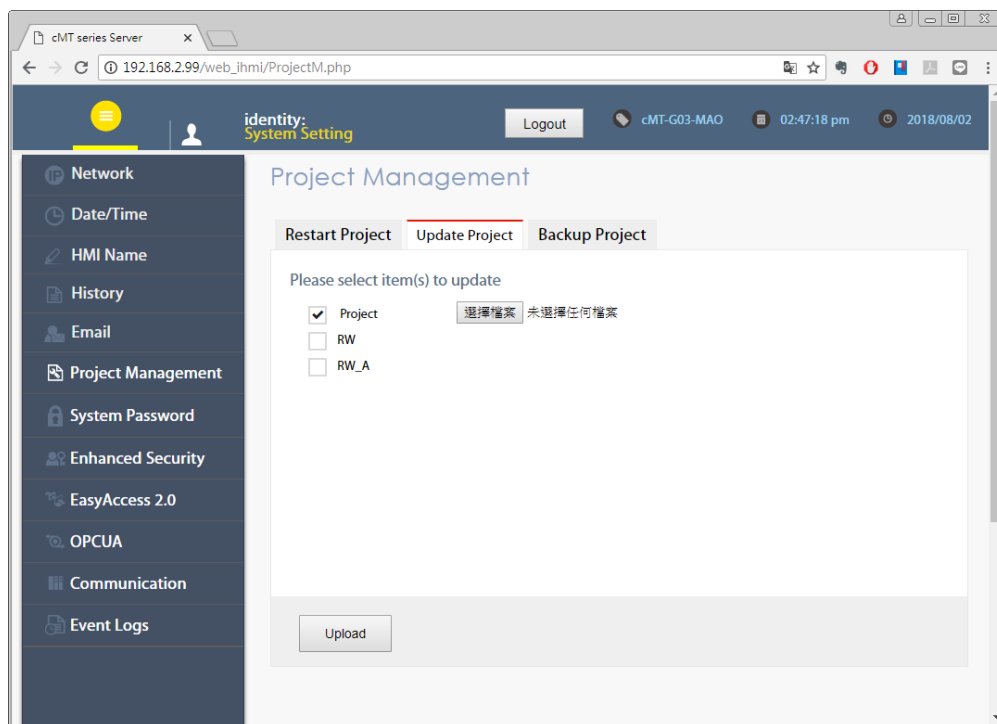 cMT series Server
192.168.2.99/web_ihmi/ProjectM.php
identity:
System Setting
Logout
cMT-G03-MAO
02:47:18 pm
2018/08/02
Network
Date/Time
HMI Name
History
Email
Project Management
System Password
Enhanced Security
EasyAccess 2.0
OPCUA
Communication
Event Logs
Project Management
Restart Project
Update Project
Backup Project
Please select item(s) to update
Project 選擇檔案 未選擇任何檔案
RW
RW_A
Upload